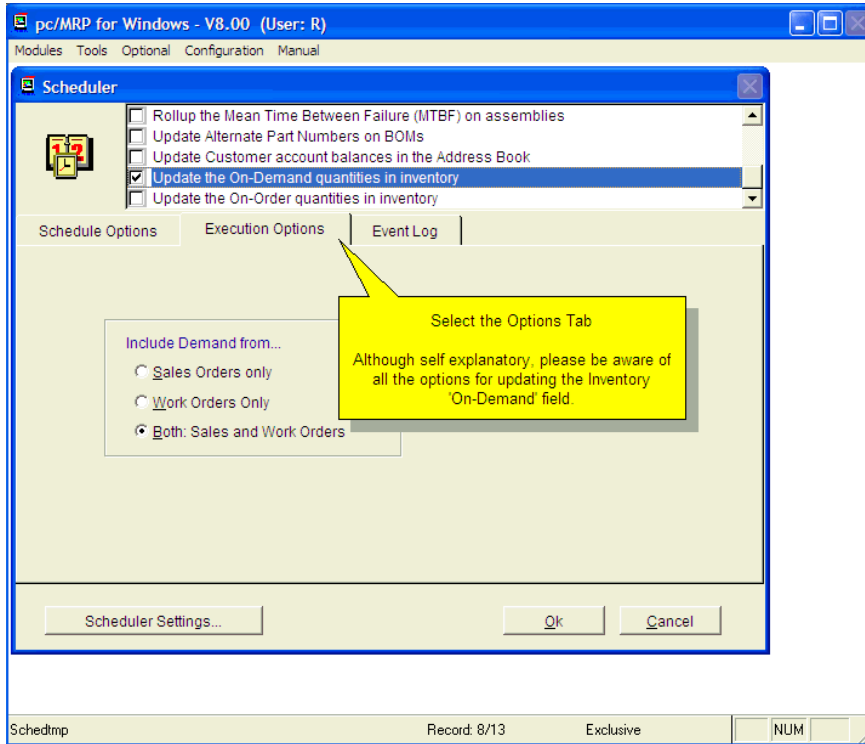 pc/MRP for Windows - V8.00 (User: R)
Modules Tools Optional Configuration Manual
Scheduler
Rollup the Mean Time Between Failure (MTBF) on assemblies
Update Alternate Part Numbers on BOMs
Update Customer account balances in the Address Book
Update the On-Demand quantities in inventory
Update the On-Order quantities in inventory
Schedule Options Execution Options Event Log
Select the Options Tab
Although self explanatory, please be aware of
all the options for updating the Inventory
'On-Demand' field.
Include Demand from...
Sales Orders only
Work Orders Only
Both: Sales and Work Orders
Scheduler Settings... Ok Cancel
Schedtmp Record: 8/13 Exclusive NUM